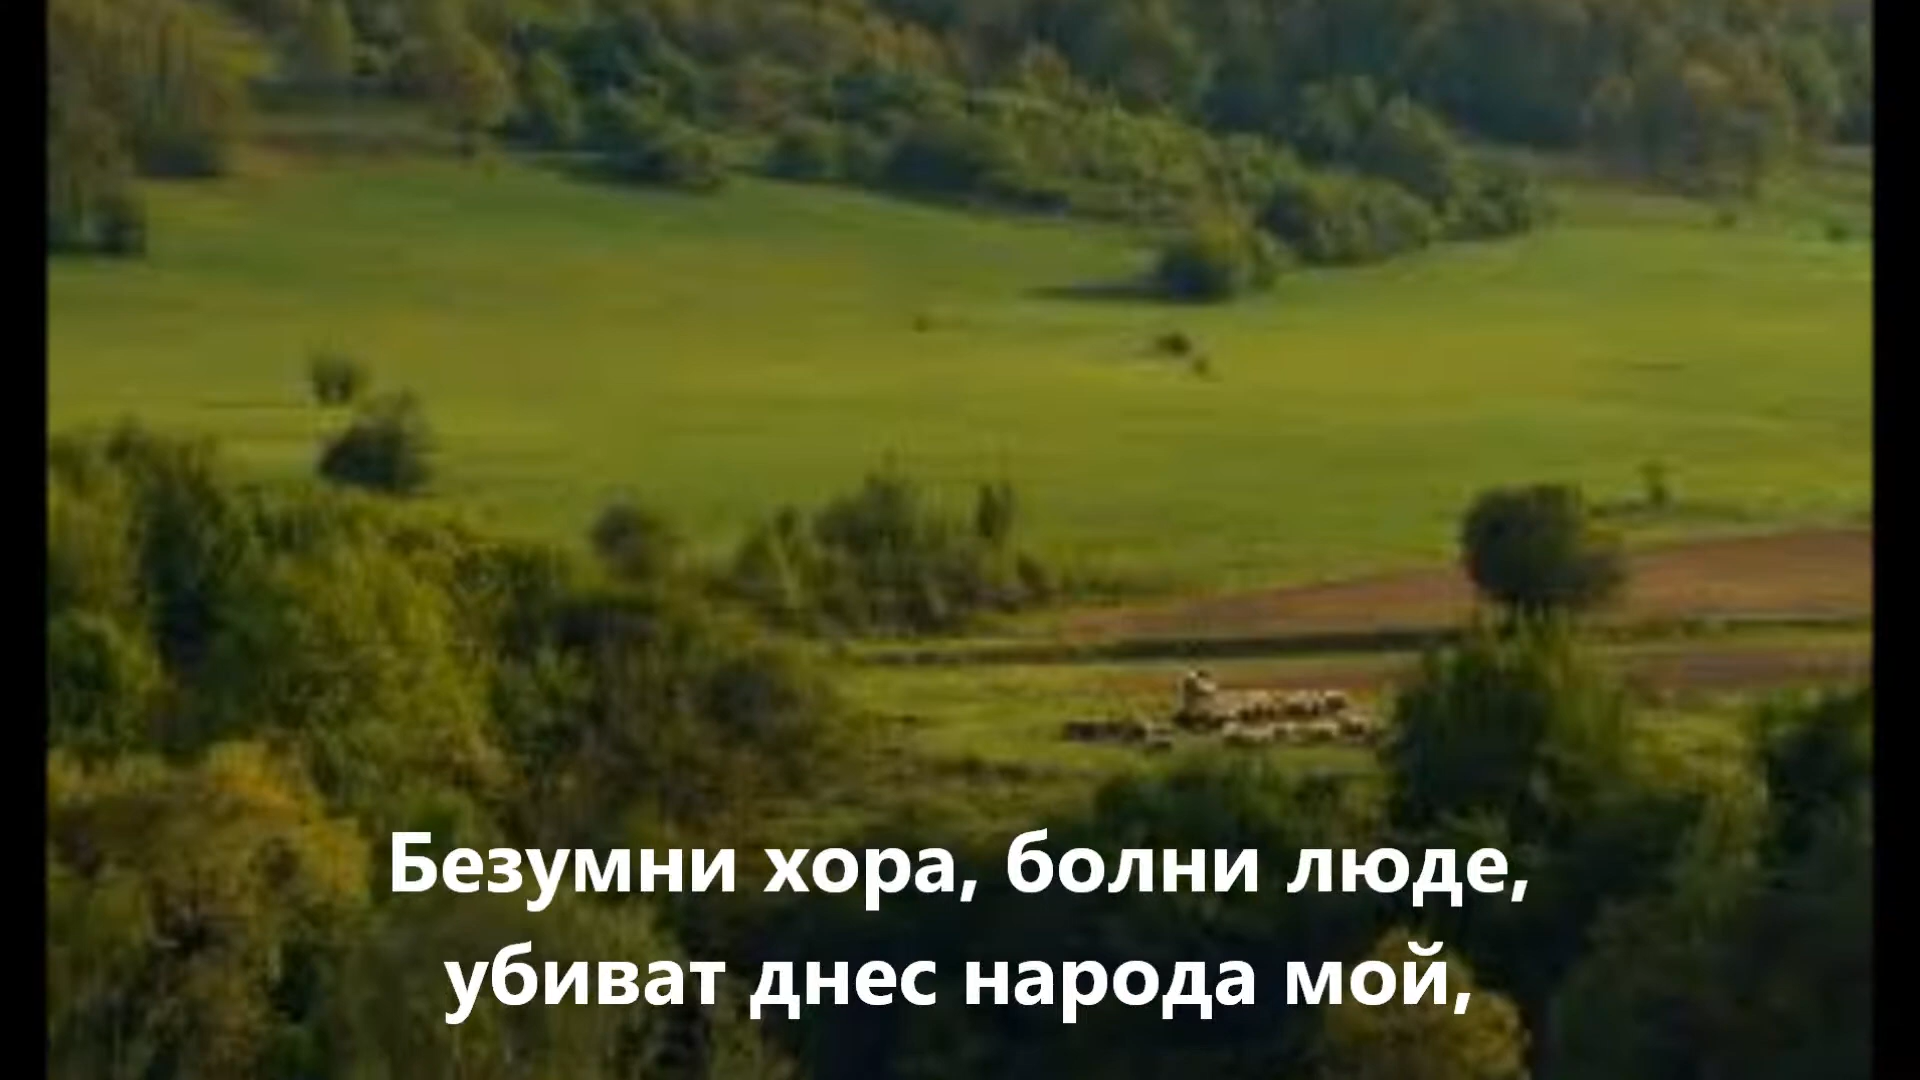 Безумни хора, болни люде,
убиват днес народа мой,